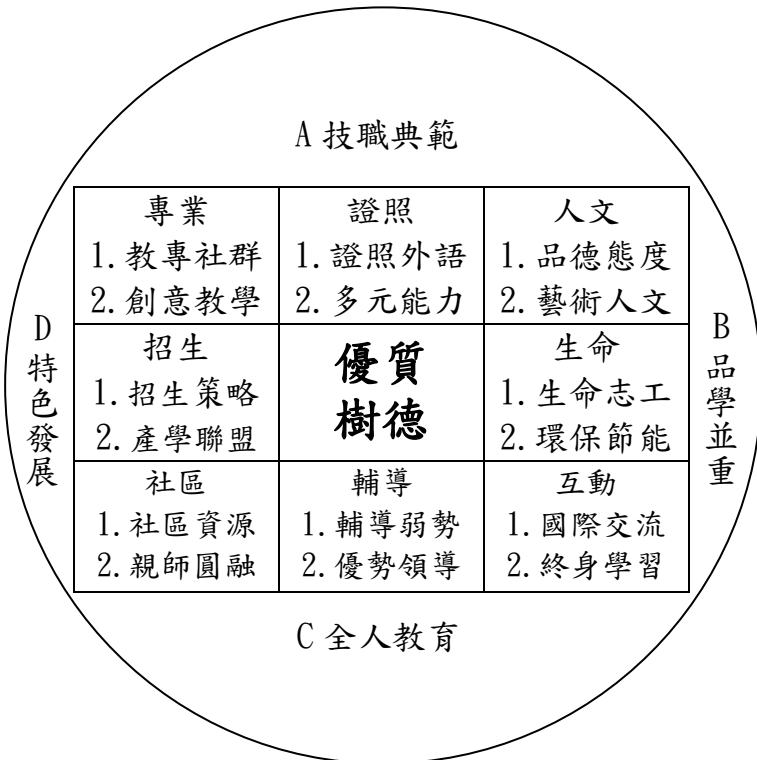 A 技職典範
專業
1.教專社群
2.創意教學
證照
1.證照外語
2.多元能力
人文
1.品德態度
2.藝術人文
D特色發展
招生
1.招生策略
2.產學聯盟
優質
樹德
生命
1.生命志工
2.環保節能
B品學並重
社區
1.社區資源
2.親師圓融
輔導
1.輔導弱勢
2.優勢領導
互動
1.國際交流
2.終身學習
C 全人教育